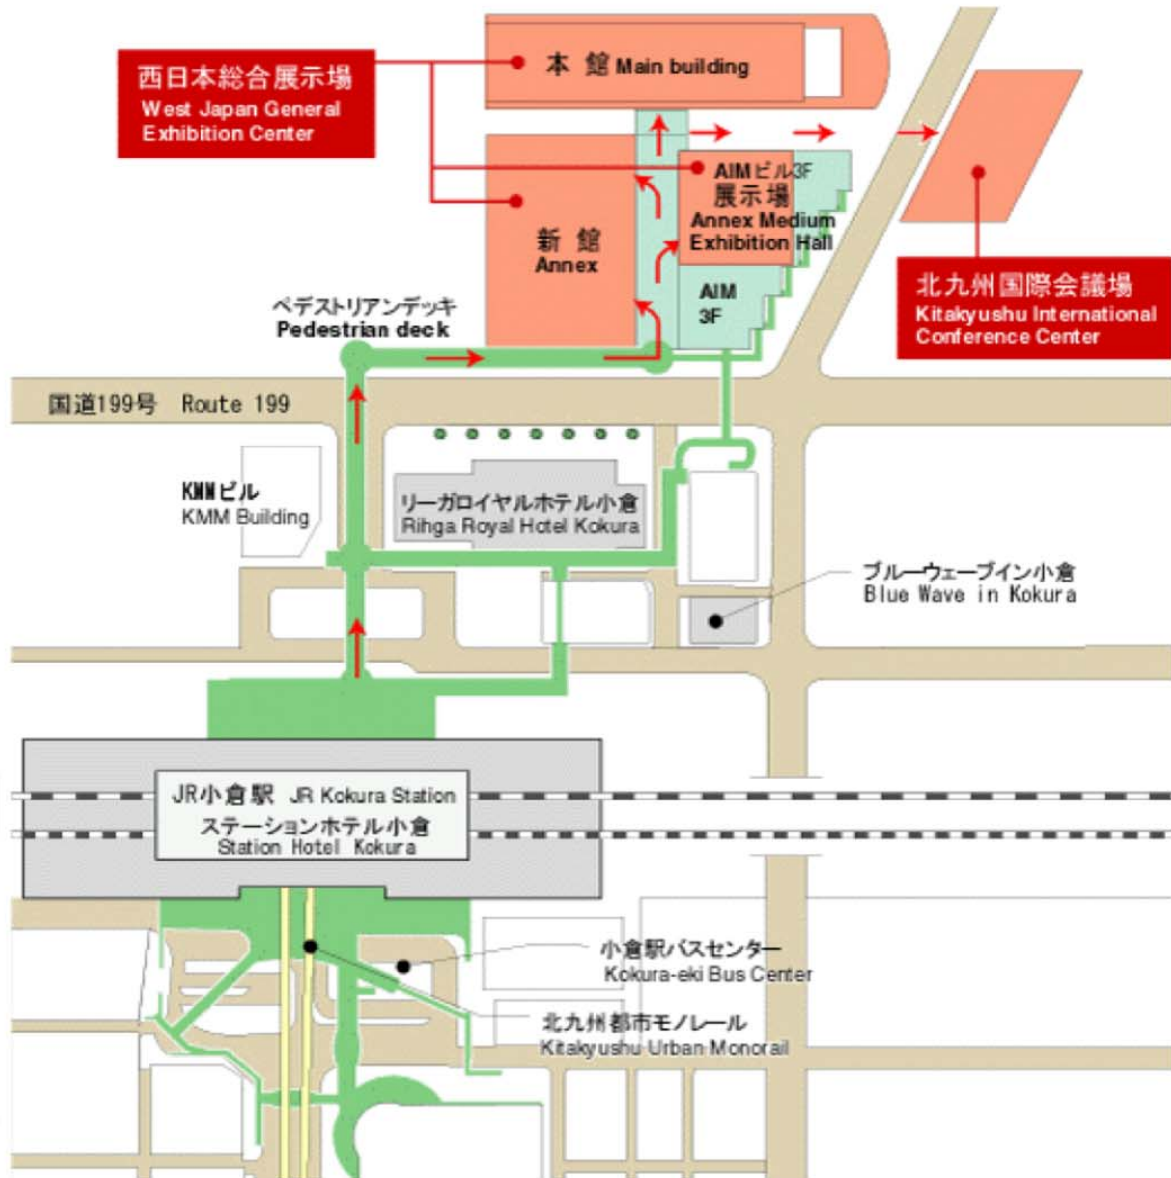 本 館 Main building
西日本総合展示場
West Japan General
Exhibition Center
AIMビル3F
展示場
Annex Medium
Exhibition Hall
新 館
Annex
AIM
3F
北九州国際会議場
Kitakyushu International
Conference Center
ペデストリアンデッキ
Pedestrian deck
国道199号 Route 199
KMMビル
KMM Building
リーガロイヤルホテル小倉
Rihga Royal Hotel Kokura
ブルーウェーブイン小倉
Blue Wave in Kokura
JR小倉駅 JR Kokura Station
ステーションホテル小倉
Station Hotel Kokura
小倉駅バスセンター
Kokura-eki Bus Center
北九州都市モノレール
Kitakyushu Urban Monorail